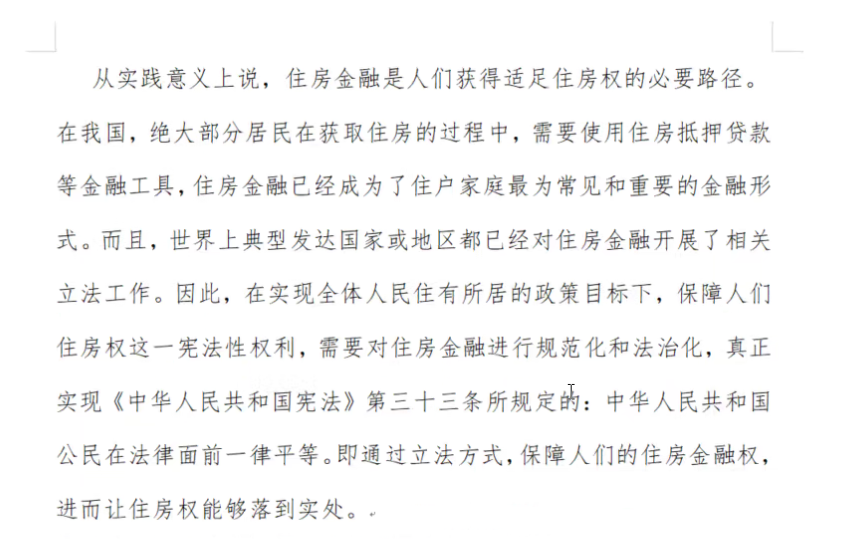 从实践意义上说，住房金融是人们获得适足住房权的必要路径。
在我国，绝大部分居民在获取住房的过程中，需要使用住房抵押贷款
等金融工具，住房金融已经成为了住户家庭最为常见和重要的金融形
式。而且，世界上典型发达国家或地区都已经对住房金融开展了相关
立法工作。因此，在实现全体人民住有所居的政策目标下，保障人们
住房权这一宪法性权利，需要对住房金融进行规范化和法治化，真正
实现《中华人民共和国宪法》第三十三条所规定的：中华人民共和国
公民在法律面前一律平等。即通过立法方式，保障人们的住房金融权，
进而让住房权能够落到实处。